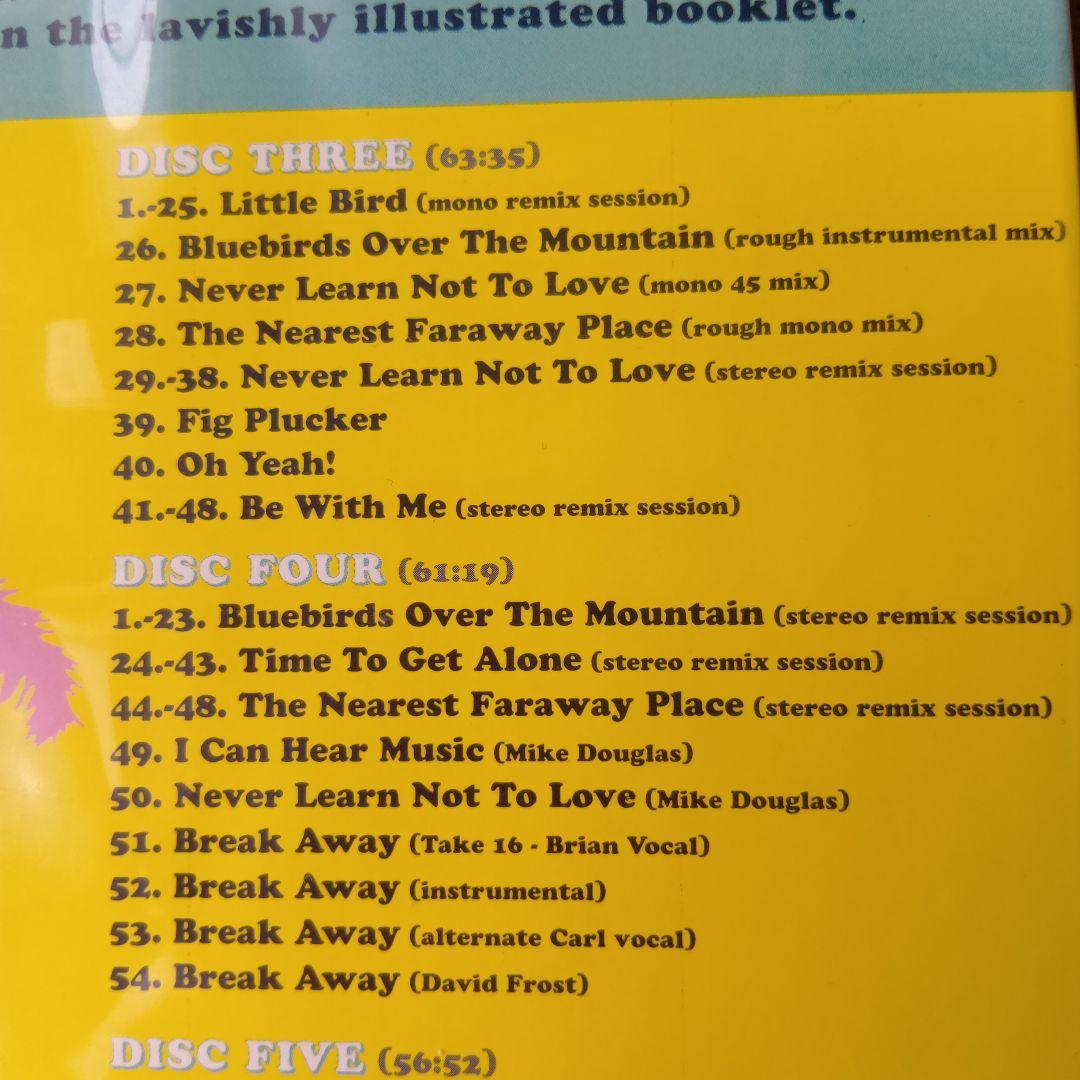 n the lavishly illustrated booklet.
DISC THREE (63:35)
1.-25. Little Bird (mono remix session)
26. Bluebirds Over The Mountain (rough instrumental mix)
27. Never Learn Not To Love (mono 45 mix)
28. The Nearest Faraway Place (rough mono mix)
29.-38. Never Learn Not To Love (stereo remix session)
39. Fig Plucker
40. Oh Yeah!
41.-48. Be With Me (stereo remix session)
DISC FOUR (61:19)
1.-23. Bluebirds Over The Mountain (stereo remix session)
24.-43. Time To Get Alone (stereo remix session)
44.-48. The Nearest Faraway Place (stereo remix session)
49. I Can Hear Music (Mike Douglas)
50. Never Learn Not To Love (Mike Douglas)
51. Break Away (Take 16 - Brian Vocal)
52. Break Away (instrumental)
53. Break Away (alternate Carl vocal)
54. Break Away (David Frost)
DISC FIVE (56:52)